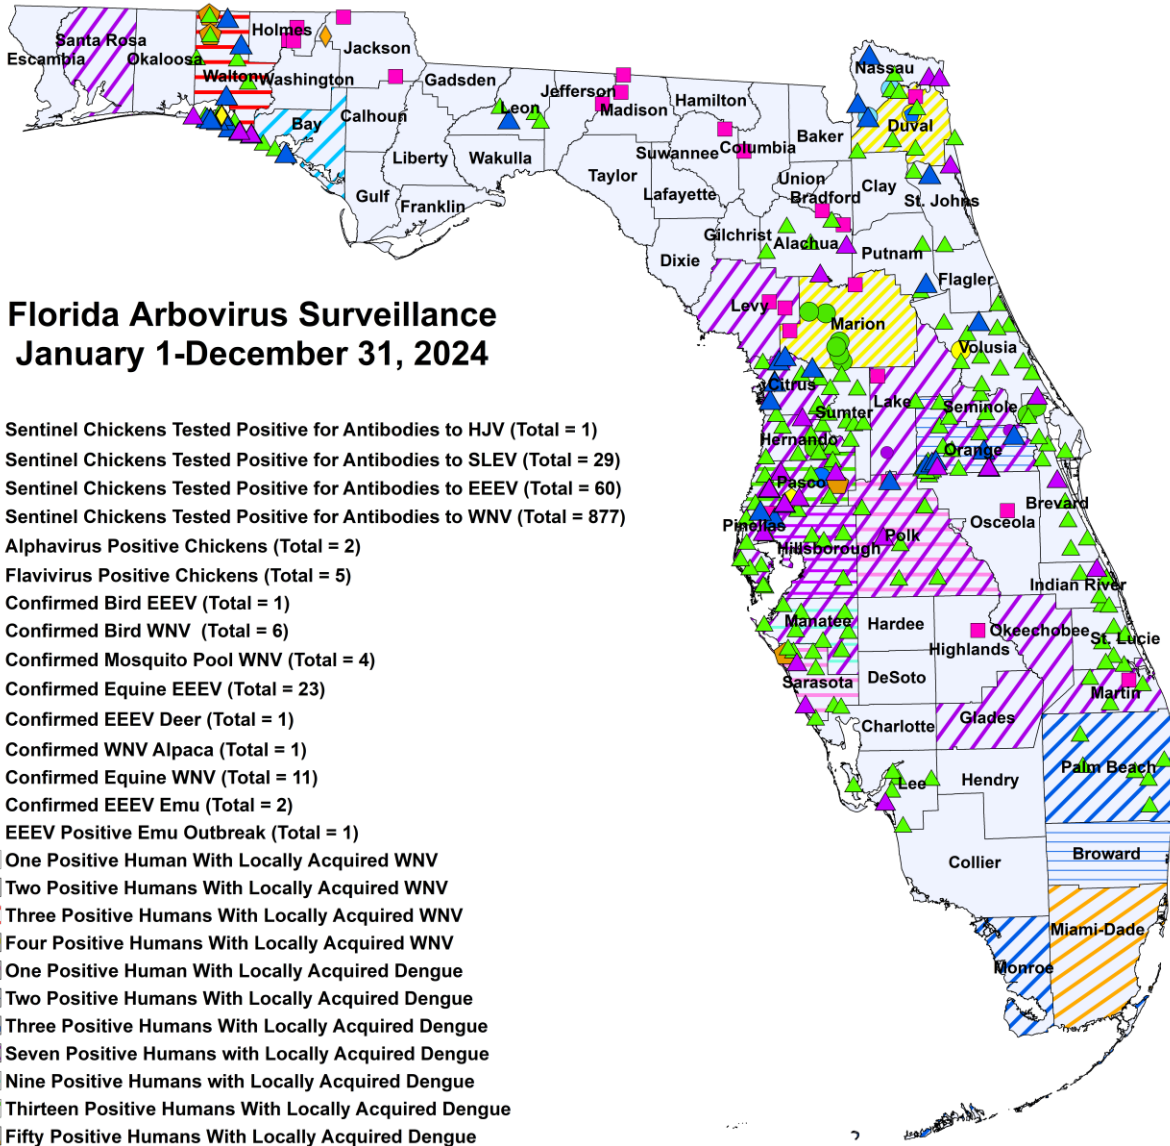 Santa Rosa
Holmes
Escambia
Okaloosa
Jackson
Walton
Washington
Gadsden
Nassau
Jefferson
Leon
Madison
Hamilton
Bay
Calhoun
Duval
Baker
Columbia
Suwannee
Liberty
Wakulla
Taylor
Union
Clay
Lafayette
Bradford
St. Johns
Gulf
Franklin
Gilchrist
Alachua
Putnam
Dixie
Flagler
Levy
Florida Arbovirus Surveillance
January 1-December 31, 2024
Marion
Volusia
Citrus
Lake
Sumter
Seminole
Sentinel Chickens Tested Positive for Antibodies to HJV (Total = 1)
Hernando
Orange
Sentinel Chickens Tested Positive for Antibodies to SLEV (Total = 29)
Sentinel Chickens Tested Positive for Antibodies to EEEV (Total = 60)
Pasco
Brevard
Sentinel Chickens Tested Positive for Antibodies to WNV (Total = 877)
Osceola
Pinellas
Polk
Alphavirus Positive Chickens (Total = 2)
Hillsborough
Flavivirus Positive Chickens (Total = 5)
Indian River
Confirmed Bird EEEV (Total = 1)
Manatee
Hardee
Okeechobee
Confirmed Bird WNV (Total = 6)
St. Lucie
Highlands
Confirmed Mosquito Pool WNV (Total = 4)
DeSoto
Sarasota
Confirmed Equine EEEV (Total = 23)
Martin
Glades
Confirmed EEEV Deer (Total = 1)
Charlotte
Confirmed WNV Alpaca (Total = 1)
Palm Beach
Confirmed Equine WNV (Total = 11)
Lee
Hendry
Confirmed EEEV Emu (Total = 2)
EEEV Positive Emu Outbreak (Total = 1)
One Positive Human With Locally Acquired WNV
Collier
Broward
Two Positive Humans With Locally Acquired WNV
Three Positive Humans With Locally Acquired WNV
Miami-Dade
Four Positive Humans With Locally Acquired WNV
One Positive Human With Locally Acquired Dengue
Monroe
Two Positive Humans With Locally Acquired Dengue
Three Positive Humans With Locally Acquired Dengue
Seven Positive Humans with Locally Acquired Dengue
Nine Positive Humans with Locally Acquired Dengue
Thirteen Positive Humans With Locally Acquired Dengue
Fifty Positive Humans With Locally Acquired Dengue